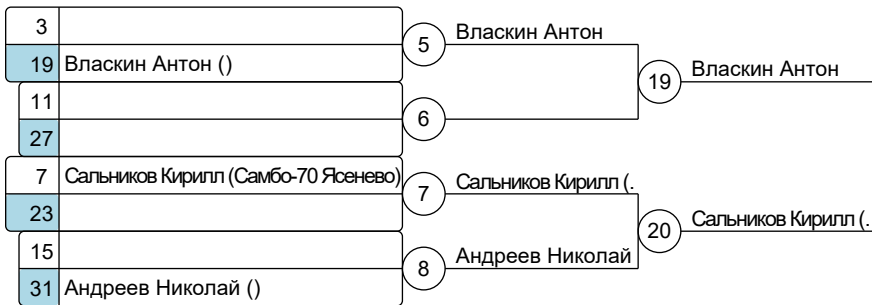 3
5
Власкин Антон
19 Власкин Антон ()
19
Власкин Антон
11
6
27
7 Сальников Кирилл (Самбо-70 Ясенево)
7
Сальников Кирилл (.
23
20
Сальников Кирилл (.
15
8
Андреев Николай
31 Андреев Николай ()